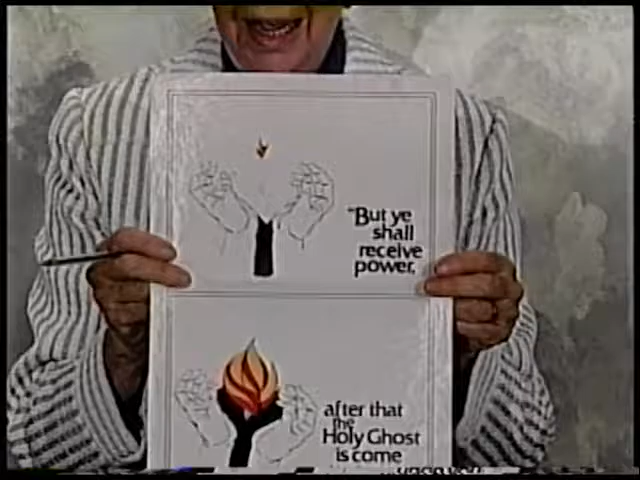 "But ye
shall
receive
power,
after that
the
Holy Ghost
is come